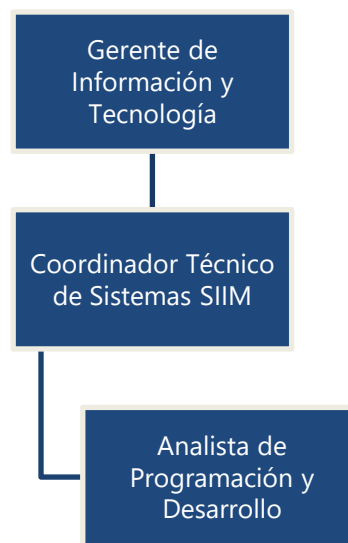 Gerente de
Información y
Tecnología
Coordinador Técnico
de Sistemas SIIM
Analista de
Programación y
Desarrollo